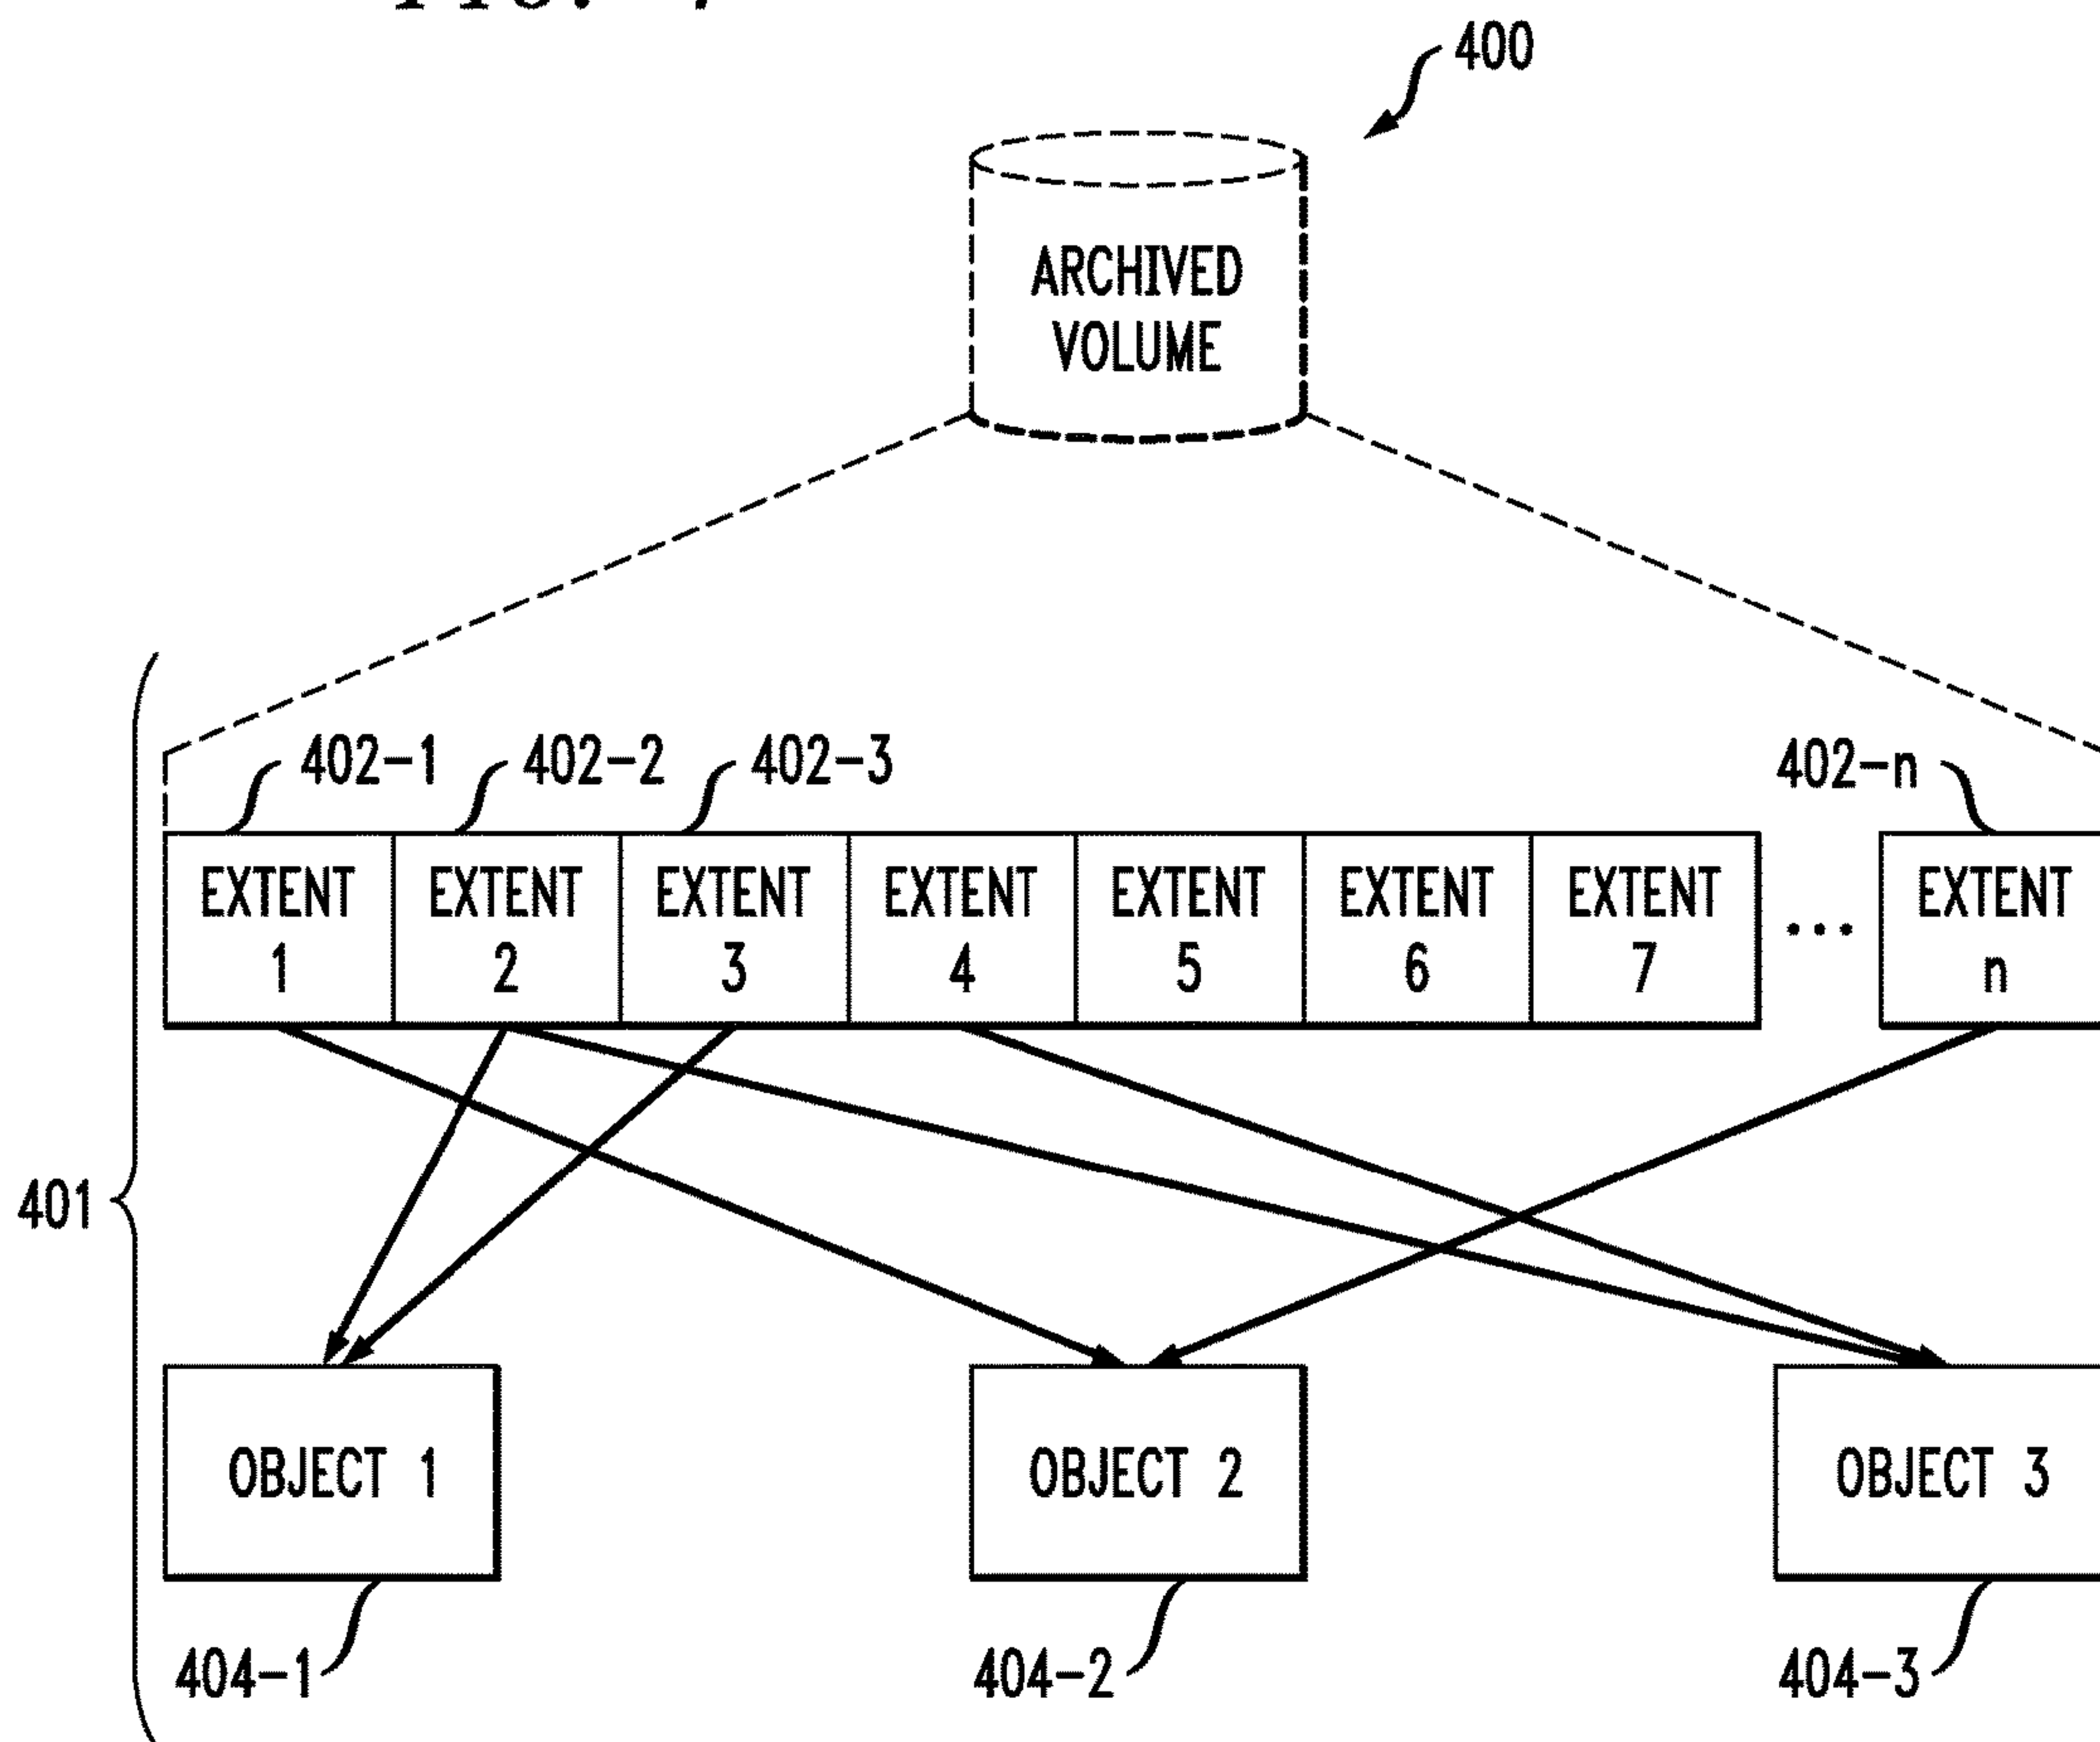 FIG. 4
400
ARCHIVED
VOLUME
402-1 402-2 402-3 402-n
EXTENT EXTENT EXTENT EXTENT EXTENT EXTENT EXTENT ... EXTENT
1 2 3 4 5 6 7 n
401
OBJECT 1 OBJECT 2 OBJECT 3
404-1 404-2 404-3